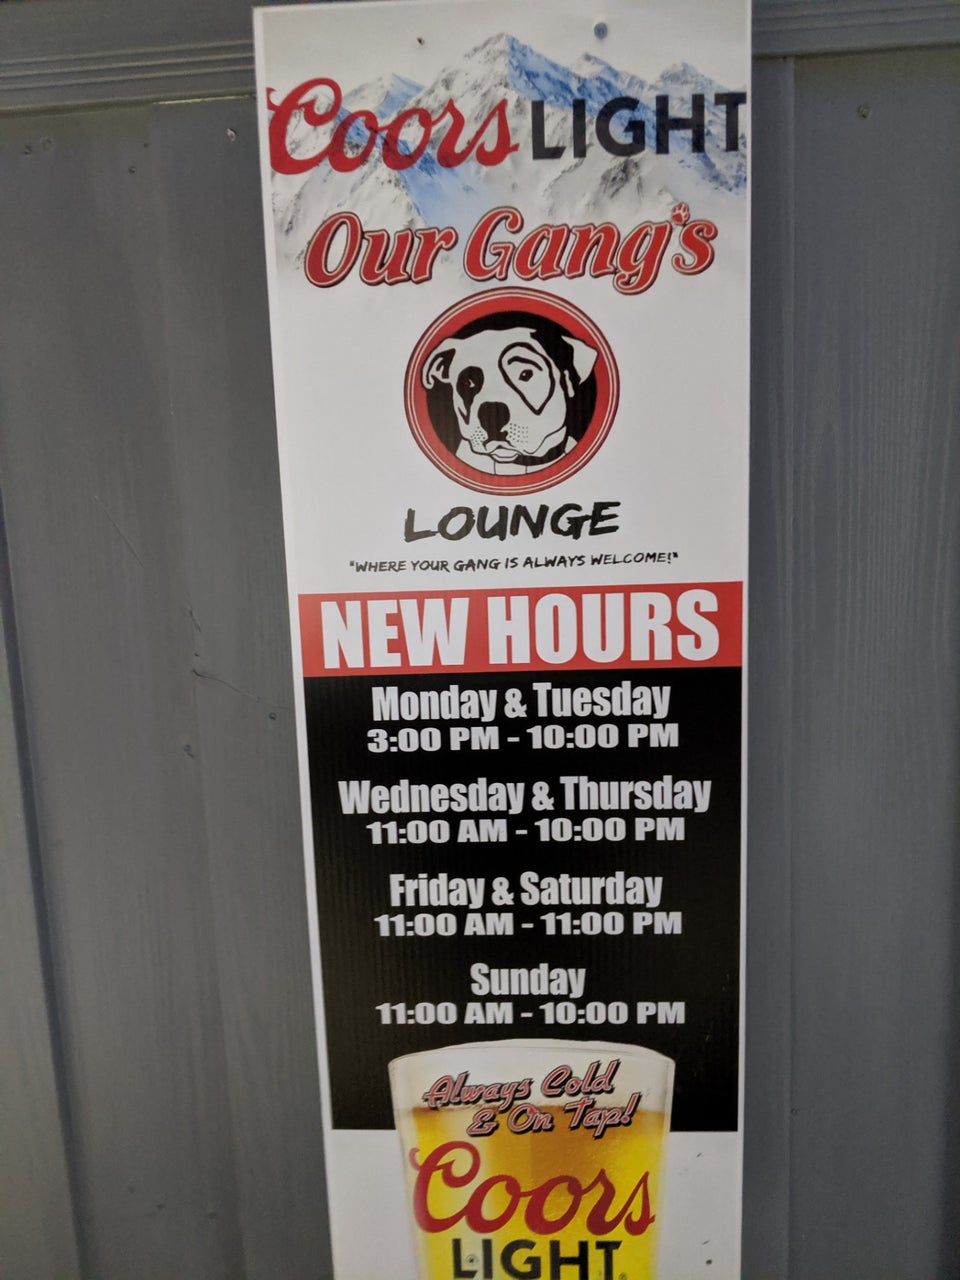 Coors LIGHT
Our Gang's
LOUNGE
"WHERE YOUR GANG IS ALWAYS WELCOME!"
NEW HOURS
Monday & Tuesday
3:00 PM - 10:00 PM
Wednesday & Thursday
11:00 AM - 10:00 PM
Friday & Saturday
11:00 AM - 11:00 PM
Sunday
11:00 AM - 10:00 PM
Always Cold
& On Tap!
Coors
LIGHT